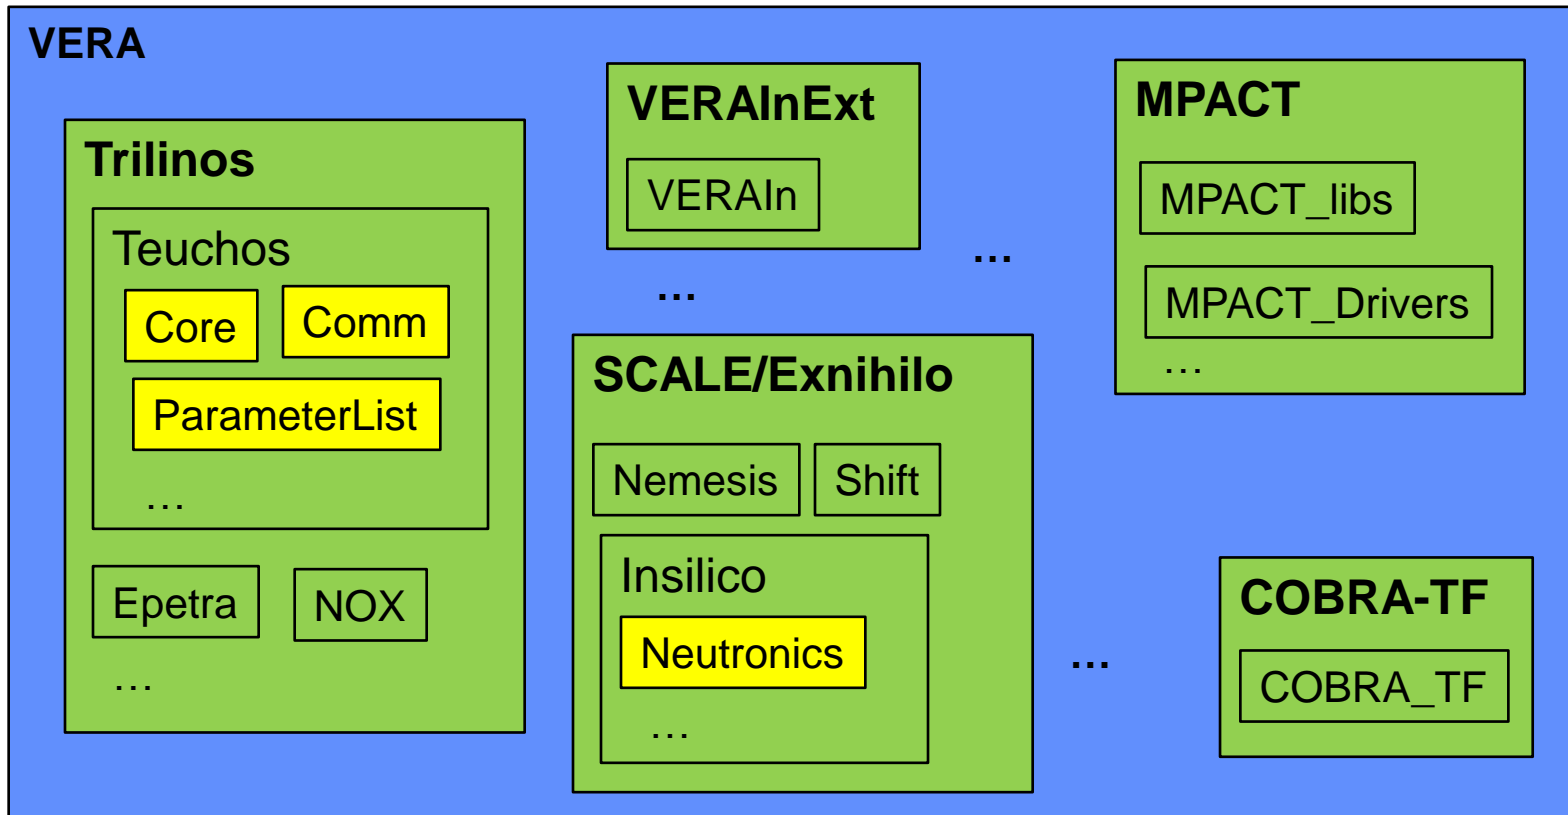 VERA
Trilinos
Teuchos
Core
Comm
ParameterList
…
Epetra
NOX
…
VERAInExt
VERAIn
…
…
SCALE/Exnihilo
Nemesis
Shift
Insilico
Neutronics
…
…
MPACT
MPACT_libs
MPACT_Drivers
…
COBRA-TF
COBRA_TF